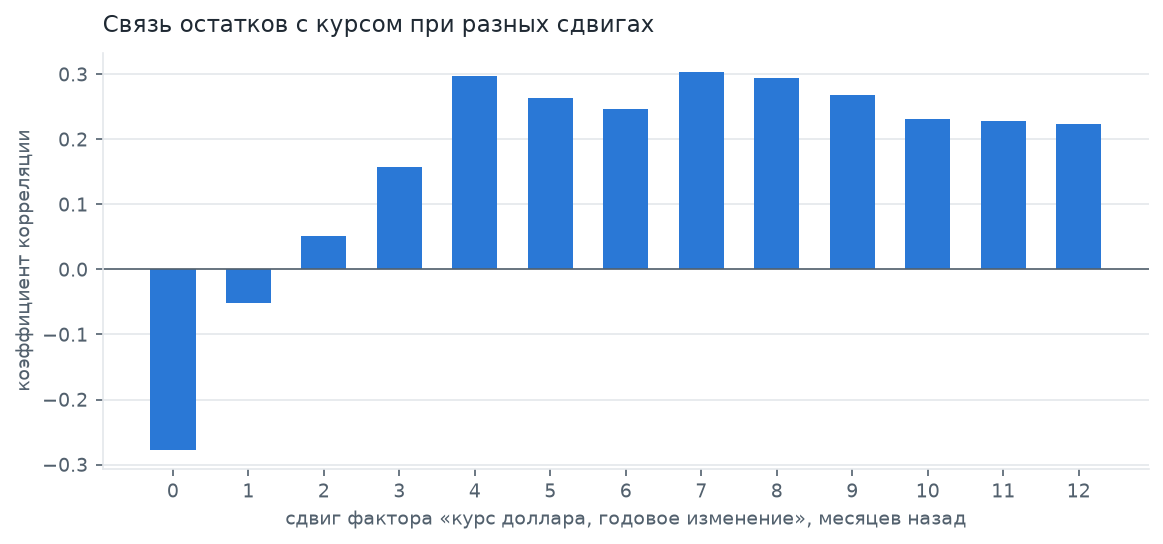 Связь остатков с курсом при разных сдвигах
коэффициент корреляции
0.3
0.2
0.1
0.0
−0.1
−0.2
−0.3
0 1 2 3 4 5 6 7 8 9 10 11 12
сдвиг фактора «курс доллара, годовое изменение», месяцев назад